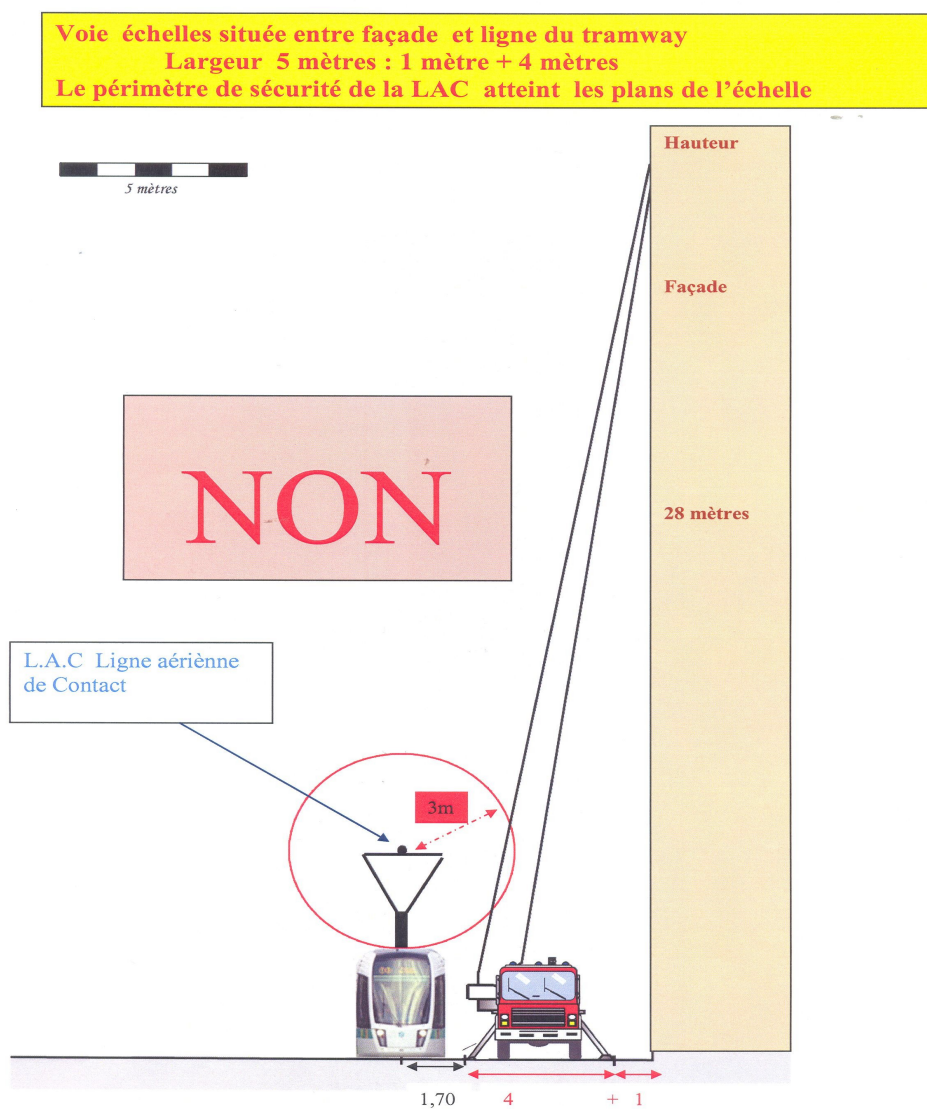 Voie échelles située entre façade et ligne du tramway
Largeur 5 mètres : 1 mètre + 4 mètres
Le périmètre de sécurité de la LAC atteint les plans de l’échelle
Hauteur
5 mètres
Façade
NON
28 mètres
L.A.C Ligne aériènne
de Contact
3m
1,70 4 + 1